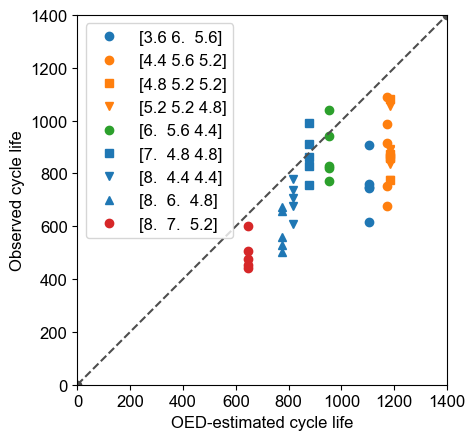 1400
1200
1000
800
600
400
200
0
Observed cycle life
[3.6 6.  5.6]
[4.4 5.6 5.2]
[4.8 5.2 5.2]
[5.2 5.2 4.8]
[6.  5.6 4.4]
[7.  4.8 4.8]
[8.  4.4 4.4]
[8.  6.  4.8]
[8.  7.  5.2]
0 200 400 600 800 1000 1200 1400
OED-estimated cycle life